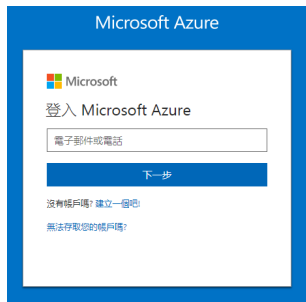 Microsoft Azure
Microsoft
登入 Microsoft Azure
電子郵件或電話
下一步
沒有帳戶嗎? 建立一個吧!
無法存取您的帳戶嗎?